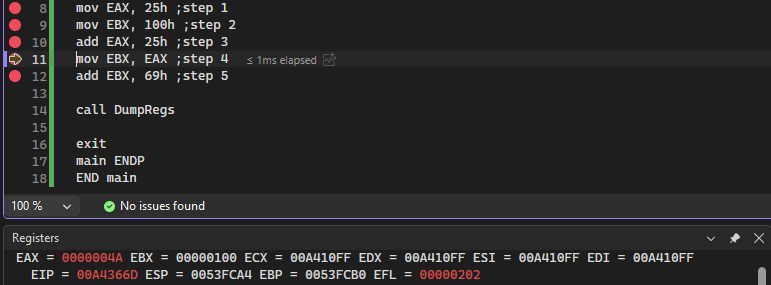 8 mov EAX, 25h ;step 1
9 mov EBX, 100h ;step 2
10 add EAX, 25h ;step 3
11 mov EBX, EAX ;step 4 ≤ 1ms elapsed
12 add EBX, 69h ;step 5
13
14 call DumpRegs
15
16 exit
17 main ENDP
18 END main
100 % No issues found
Registers
EAX = 0000004A EBX = 00000100 ECX = 00A410FF EDX = 00A410FF ESI = 00A410FF EDI = 00A410FF
EIP = 00A4366D ESP = 0053FCA4 EBP = 0053FCB0 EFL = 00000202